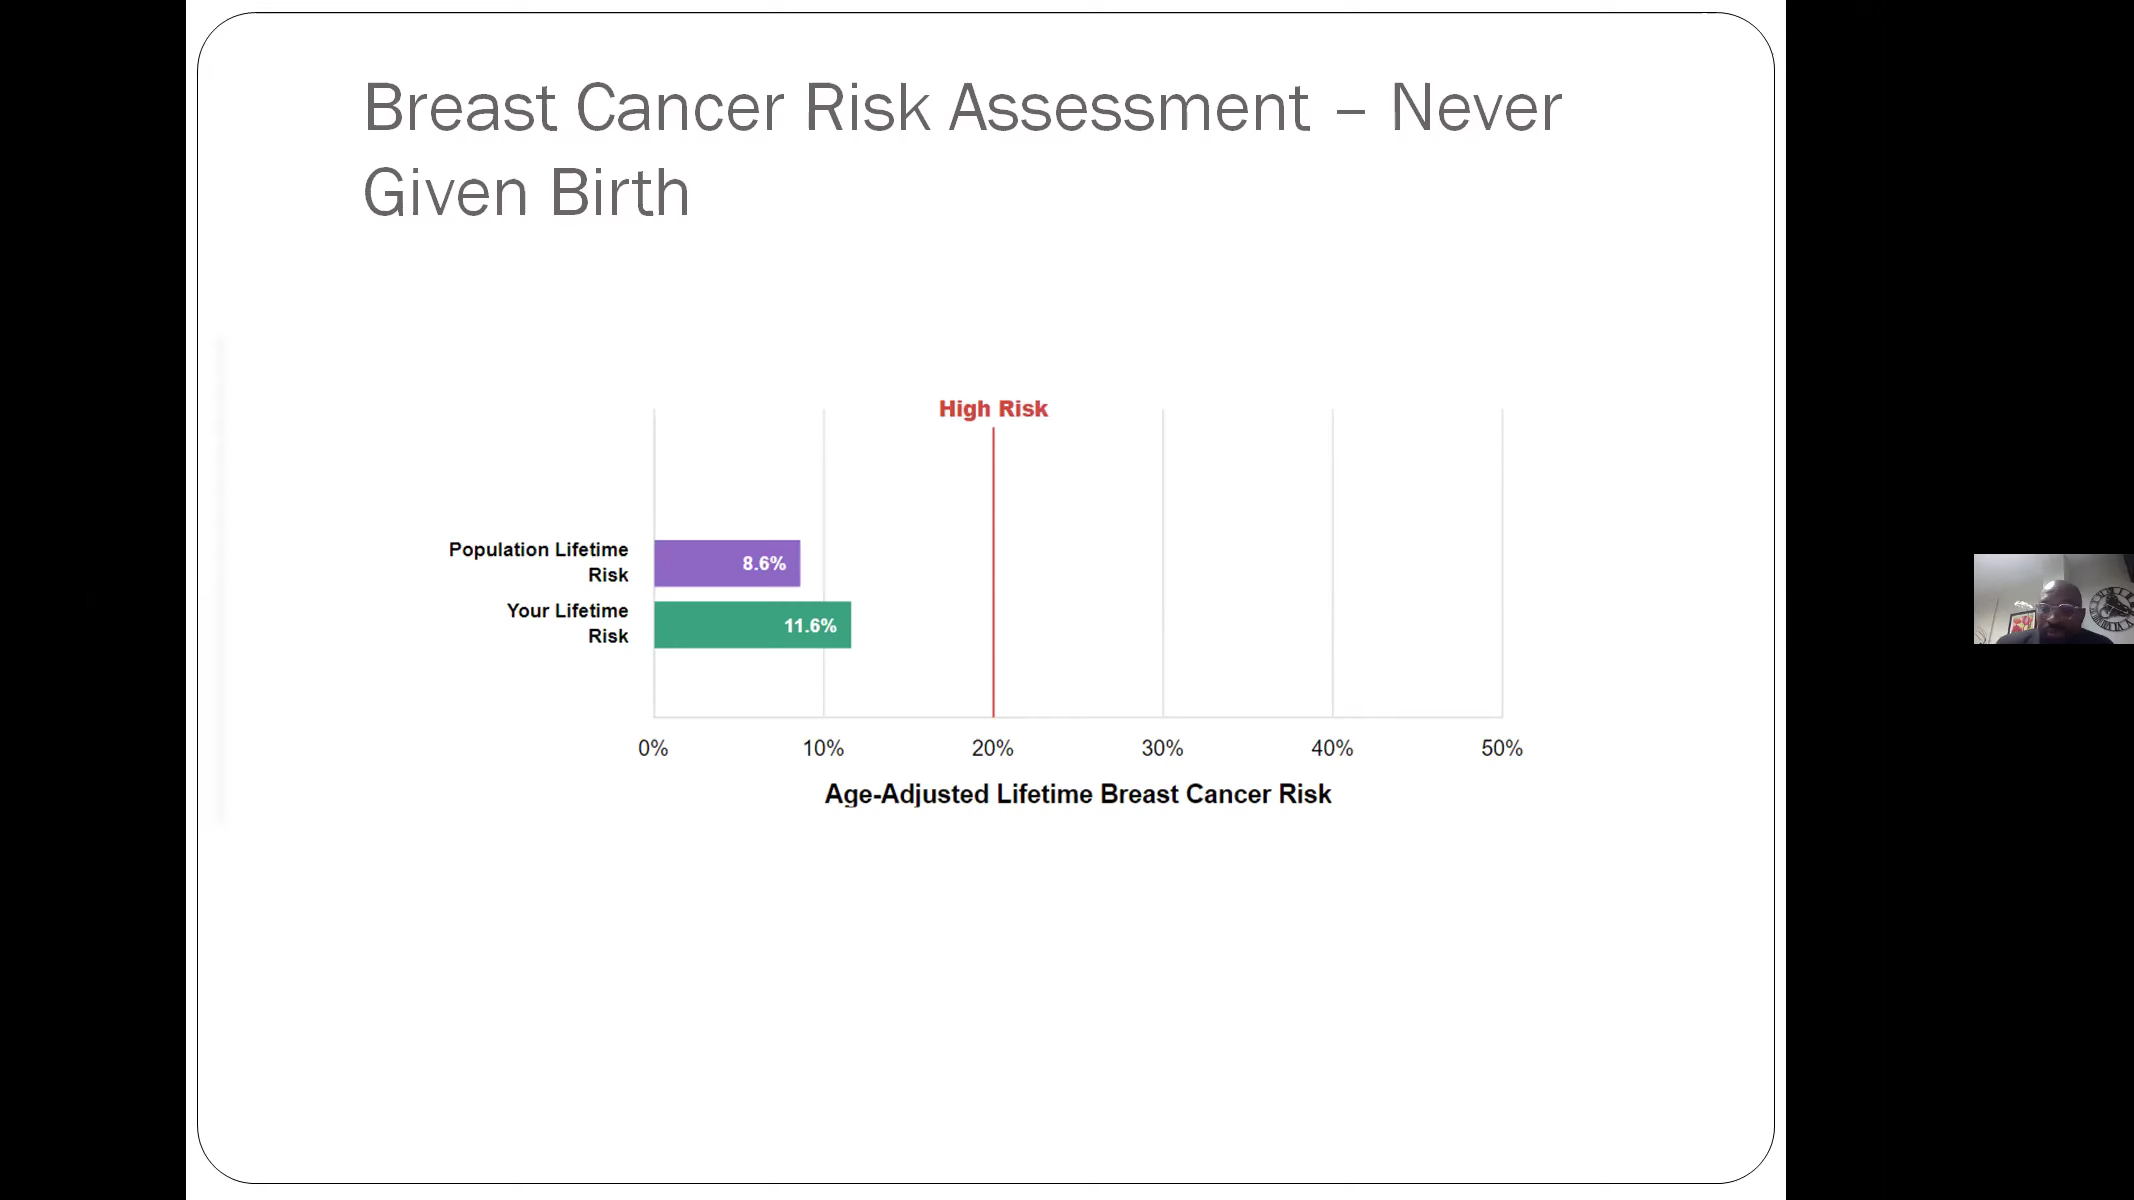 Breast Cancer Risk Assessment – Never
Given Birth
High Risk
Population Lifetime
Risk
8.6%
Your Lifetime
Risk
11.6%
0% 10% 20% 30% 40% 50%
Age-Adjusted Lifetime Breast Cancer Risk